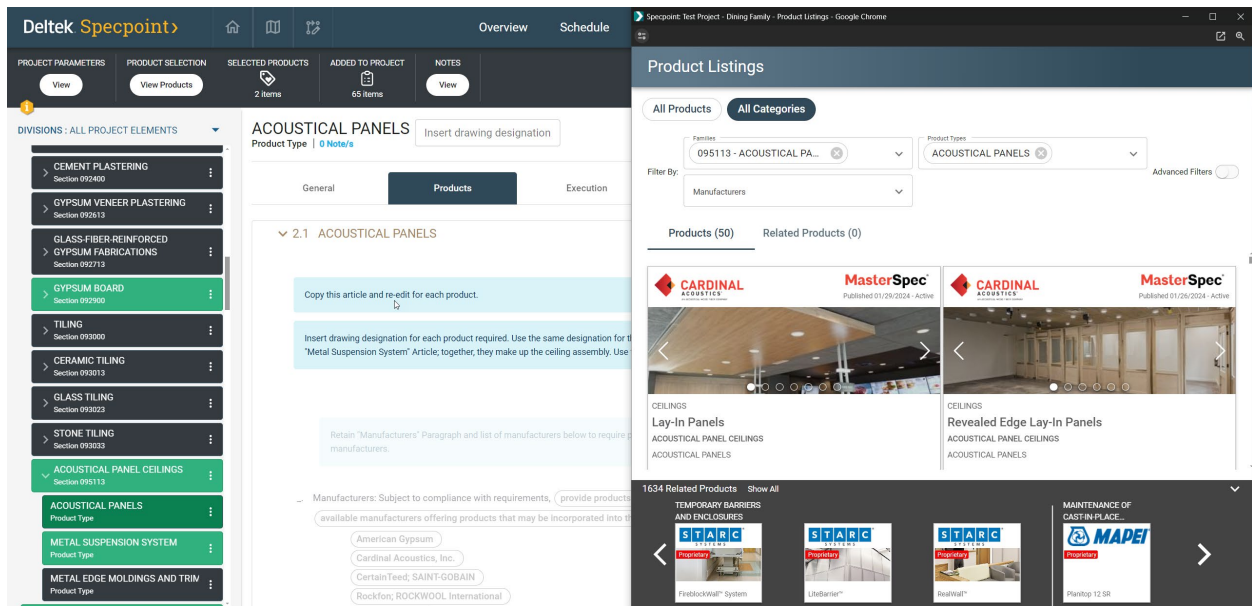 Deltek Specpoint>
Overview
Schedule
PROJECT PARAMETERS
View
PRODUCT SELECTION
View Products
SELECTED PRODUCTS
2 items
ADDED TO PROJECT
65 items
NOTES
View
DIVISIONS : ALL PROJECT ELEMENTS
CEMENT PLASTERING
Section 092400
GYPSUM VENEER PLASTERING
Section 092613
GLASS-FIBER-REINFORCED
GYPSUM FABRICATIONS
Section 092713
GYPSUM BOARD
Section 092900
TILING
Section 093000
CERAMIC TILING
Section 093013
GLASS TILING
Section 093023
STONE TILING
Section 093033
ACOUSTICAL PANEL CEILINGS
Section 095113
ACOUSTICAL PANELS
Product Type
METAL SUSPENSION SYSTEM
Product Type
METAL EDGE MOLDINGS AND TRIM
Product Type
ACOUSTICAL PANELS
Insert drawing designation
Product Type | 0 Note/s
General
Products
Execution
2.1 ACOUSTICAL PANELS
Copy this article and re-edit for each product.
Insert drawing designation for each product required. Use the same designation for th
"Metal Suspension System" Article; together, they make up the ceiling assembly. Use
Retain "Manufacturers" Paragraph and list of manufacturers below to require p
manufacturers.
Manufacturers: Subject to compliance with requirements, provide products
available manufacturers offering products that may be incorporated into th
American Gypsum
Cardinal Acoustics, Inc.
CertainTeed; SAINT-GOBAIN
Rockfon; ROCKWOOL International
Specpoint: Test Project - Dining Family - Product Listings - Google Chrome
Product Listings
All Products
All Categories
Filter By:
Families
095113 - ACOUSTICAL PA...
Product Types
ACOUSTICAL PANELS
Manufacturers
Advanced Filters
Products (50)
Related Products (0)
CARDINAL
ACOUSTICS
MasterSpec
Published 01/29/2024 - Active
CEILINGS
Lay-In Panels
ACOUSTICAL PANEL CEILINGS
ACOUSTICAL PANELS
CARDINAL
ACOUSTICS
MasterSpec
Published 01/26/2024 - Active
CEILINGS
Revealed Edge Lay-In Panels
ACOUSTICAL PANEL CEILINGS
ACOUSTICAL PANELS
1634 Related Products Show All
TEMPORARY BARRIERS
AND ENCLOSURES
STARC
SYSTEMS
Proprietary
FireblockWall™ System
STARC
SYSTEMS
Proprietary
LiteBarrier™
STARC
SYSTEMS
Proprietary
RealWall™
MAINTENANCE OF
CAST-IN-PLACE...
MAPEI
Proprietary
Planitop 12 SR